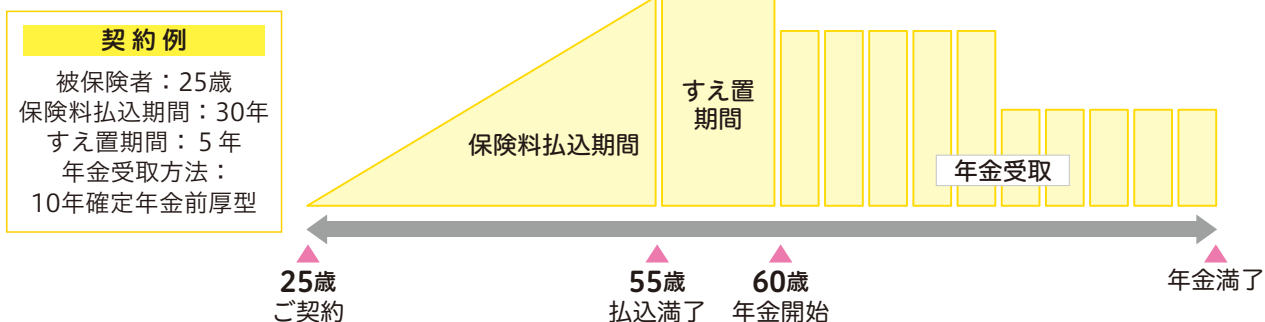 契約例
被保険者：25歳
保険料払込期間：30年
すえ置期間：５年
年金受取方法：
10年確定年金前厚型
保険料払込期間
すえ置
期間
年金受取
25歳
ご契約
55歳
払込満了
60歳
年金開始
年金満了